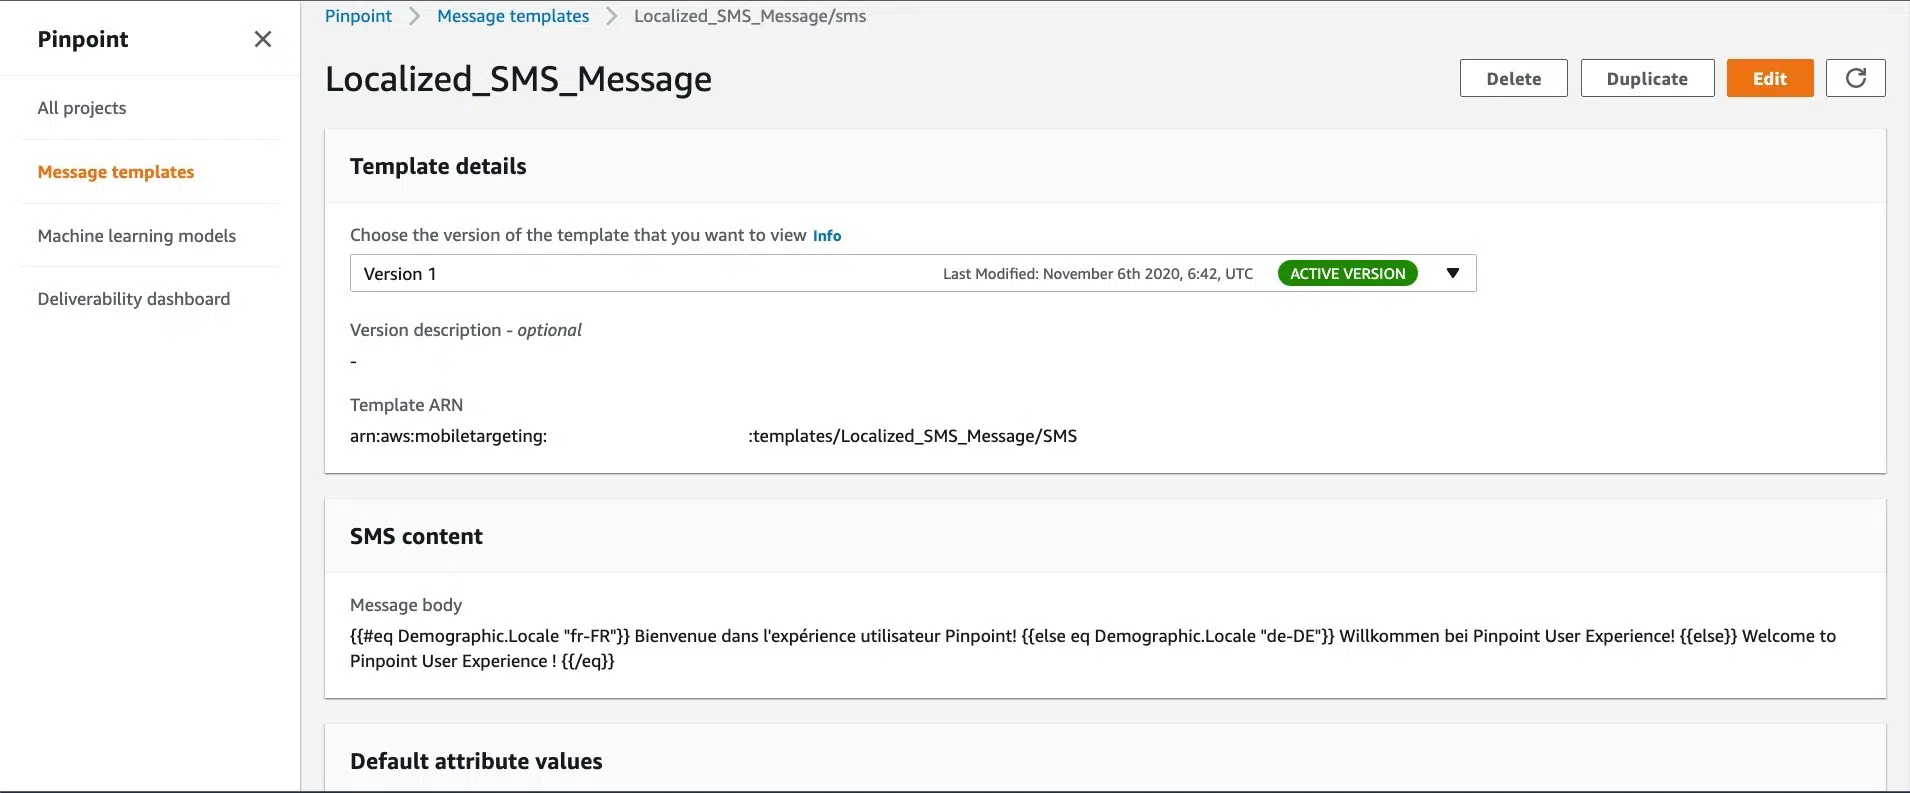 Pinpoint
All projects
Message templates
Machine learning models
Deliverability dashboard
Pinpoint > Message templates > Localized_SMS_Message/sms
Localized_SMS_Message
Delete Duplicate Edit
Template details
Choose the version of the template that you want to view Info
Version 1 Last Modified: November 6th 2020, 6:42, UTC ACTIVE VERSION
Version description - optional
-
Template ARN
arn:aws:mobiletargeting: :templates/Localized_SMS_Message/SMS
SMS content
Message body
{{#eq Demographic.Locale "fr-FR"}} Bienvenue dans l'expérience utilisateur Pinpoint! {{else eq Demographic.Locale "de-DE"}} Willkommen bei Pinpoint User Experience! {{else}} Welcome to
Pinpoint User Experience ! {{/eq}}
Default attribute values